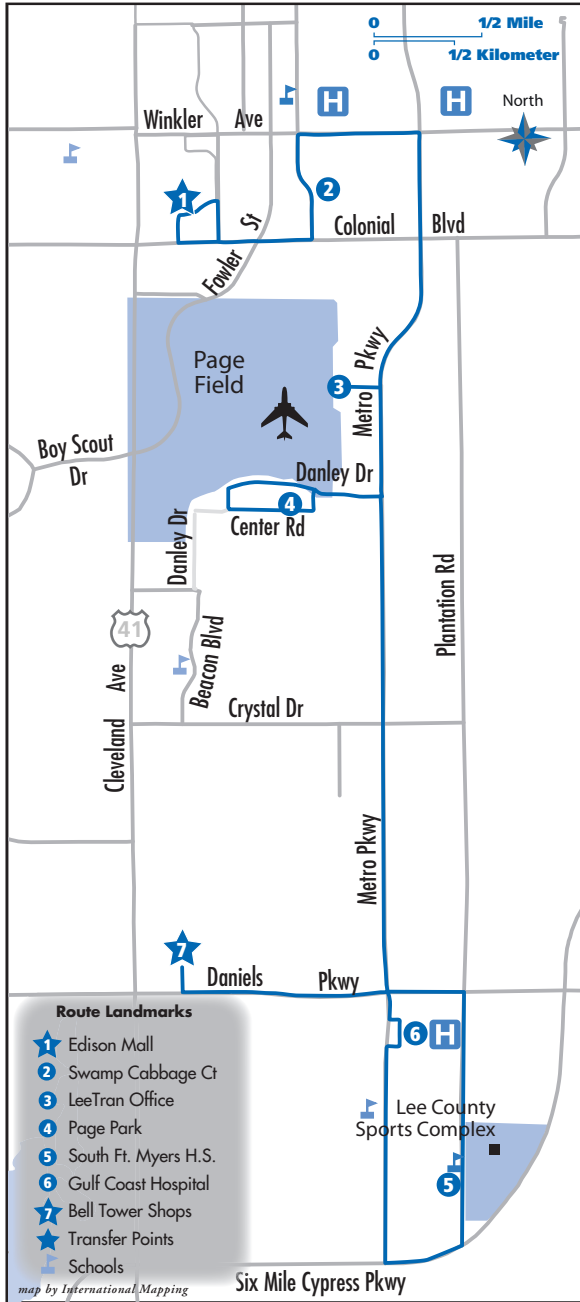 0 1/2 Mile
0 1/2 Kilometer
H H
North
Winkler Ave
1
2
Colonial Blvd
Fowler St
Page
Field
3
Metro Pkwy
Boy Scout
Dr
Danley Dr
4
Center Rd
Danley Dr
Plantation Rd
41
Beacon Blvd
Cleveland Ave
Crystal Dr
Metro Pkwy
7
Daniels Pkwy
6 H
Lee County
Sports Complex
5
Six Mile Cypress Pkwy
Route Landmarks
1 Edison Mall
2 Swamp Cabbage Ct
3 LeeTran Office
4 Page Park
5 South Ft. Myers H.S.
6 Gulf Coast Hospital
7 Bell Tower Shops
Transfer Points
Schools
map by International Mapping